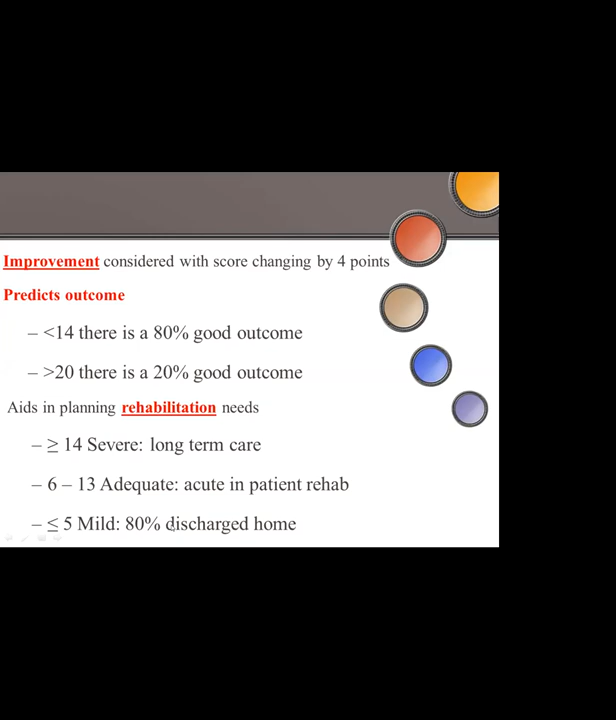 Improvement considered with score changing by 4 points
Predicts outcome
– <14 there is a 80% good outcome
– >20 there is a 20% good outcome
Aids in planning rehabilitation needs
– ≥ 14 Severe: long term care
– 6 – 13 Adequate: acute in patient rehab
– ≤ 5 Mild: 80% discharged home